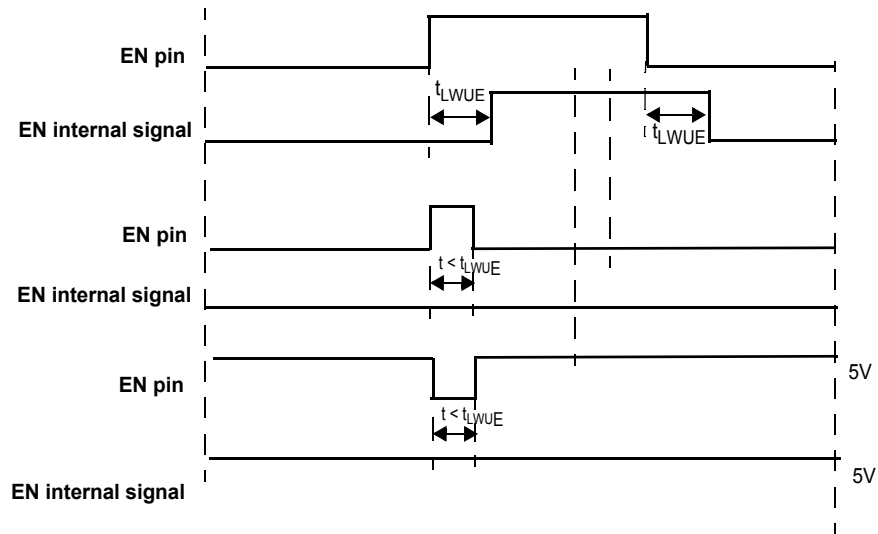 EN pin
tLWUE
EN internal signal
tLWUE
EN pin
t < tLWUE
EN internal signal
5V
EN pin
t < tLWUE
5V
EN internal signal